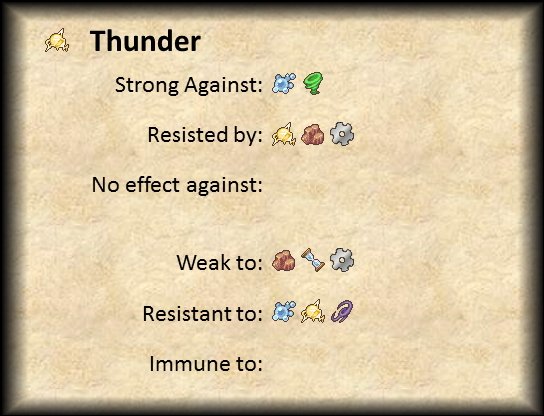 Thunder
Strong Against:
Resisted by:
No effect against:
Weak to:
Resistant to:
Immune to: